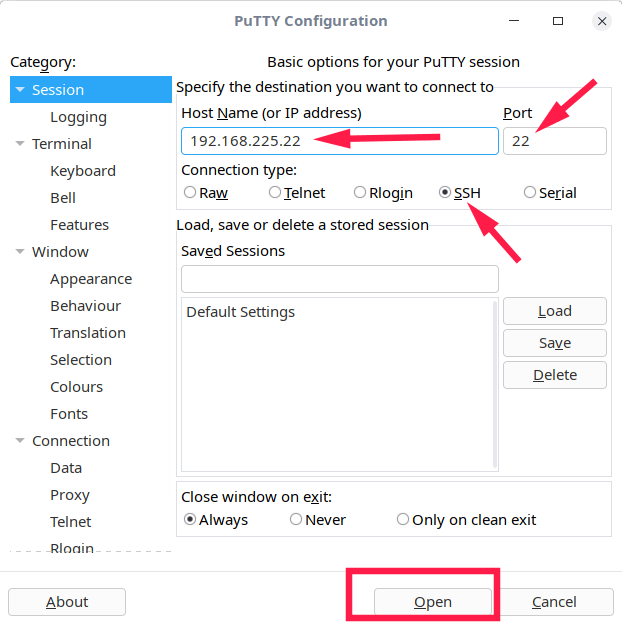 PuTTY Configuration
Category:
Session
Logging
Terminal
Keyboard
Bell
Features
Window
Appearance
Behaviour
Translation
Selection
Colours
Fonts
Connection
Data
Proxy
Telnet
Rlogin
Basic options for your PuTTY session
Specify the destination you want to connect to
Host Name (or IP address) Port
192.168.225.22 22
Connection type:
Raw Telnet Rlogin SSH Serial
Load, save or delete a stored session
Saved Sessions
Default Settings
Load
Save
Delete
Close window on exit:
Always Never Only on clean exit
About Open Cancel